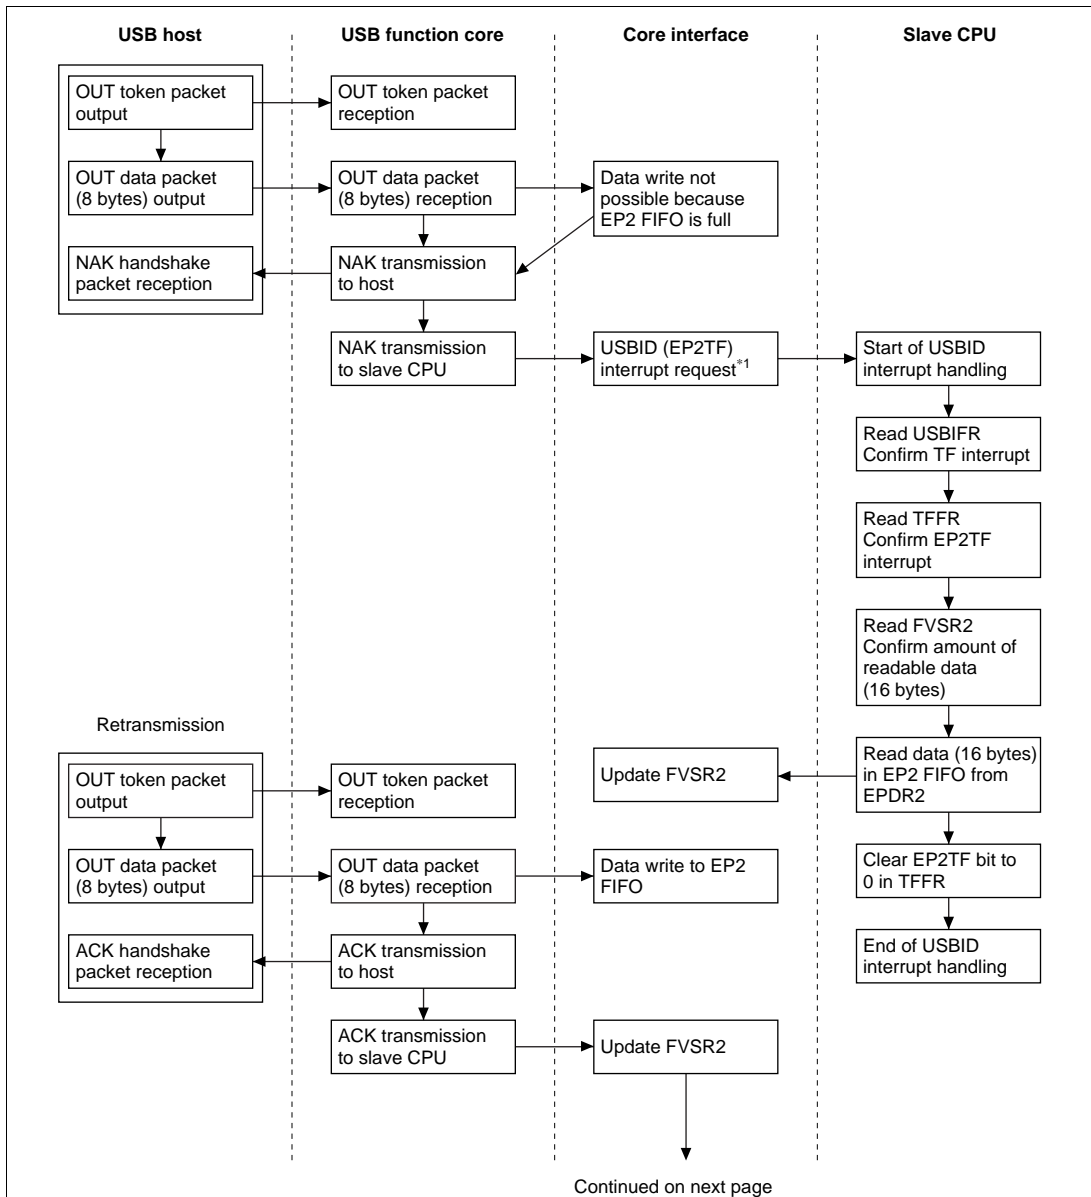 USB host
USB function core
Core interface
Slave CPU
OUT token packet
output
OUT token packet
reception
OUT data packet
(8 bytes) output
OUT data packet
(8 bytes) reception
Data write not
possible because
EP2 FIFO is full
NAK handshake
packet reception
NAK transmission
to host
NAK transmission
to slave CPU
USBID (EP2TF)
interrupt request*1
Start of USBID
interrupt handling
Read USBIFR
Confirm TF interrupt
Read TFFR
Confirm EP2TF
interrupt
Read FVSR2
Confirm amount of
readable data
(16 bytes)
Retransmission
OUT token packet
output
OUT token packet
reception
Update FVSR2
Read data (16 bytes)
in EP2 FIFO from
EPDR2
OUT data packet
(8 bytes) output
OUT data packet
(8 bytes) reception
Data write to EP2
FIFO
Clear EP2TF bit to
0 in TFFR
ACK handshake
packet reception
ACK transmission
to host
End of USBID
interrupt handling
ACK transmission
to slave CPU
Update FVSR2
Continued on next page